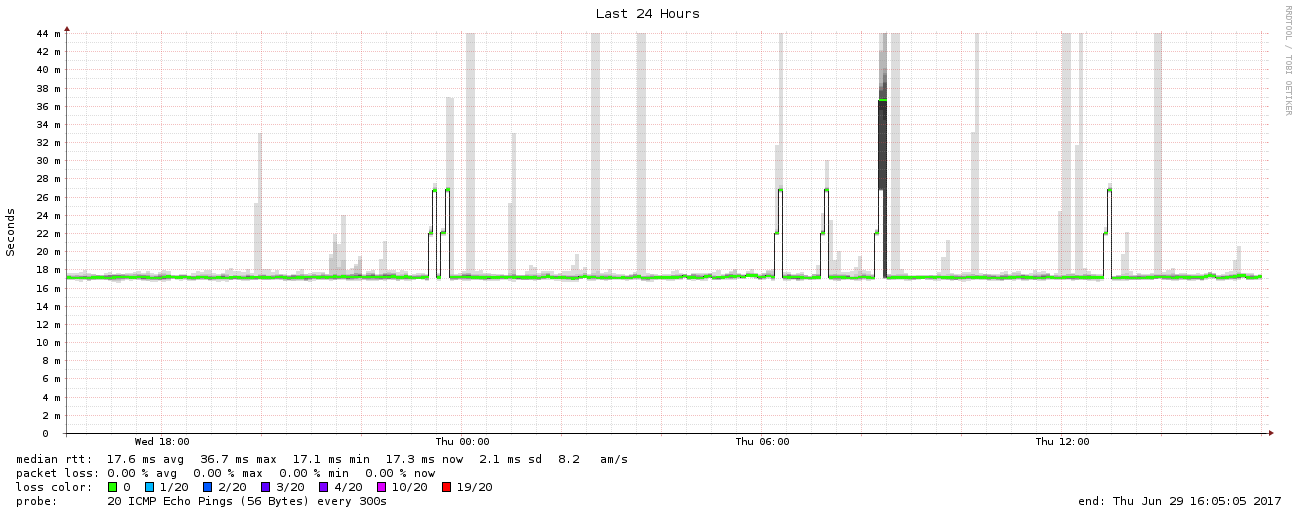 Last 24 Hours
RRDTOOL / TOBI OETIKER
Seconds
44 m
42 m
40 m
38 m
36 m
34 m
32 m
30 m
28 m
26 m
24 m
22 m
20 m
18 m
16 m
14 m
12 m
10 m
8 m
6 m
4 m
2 m
0
Wed 18:00 Thu 00:00 Thu 06:00 Thu 12:00
median rtt: 17.6 ms avg 36.7 ms max 17.1 ms min 17.3 ms now 2.1 ms sd 8.2 am/s
packet loss: 0.00 % avg 0.00 % max 0.00 % min 0.00 % now
loss color: 0 1/20 2/20 3/20 4/20 10/20 19/20
probe: 20 ICMP Echo Pings (56 Bytes) every 300s end: Thu Jun 29 16:05:05 2017